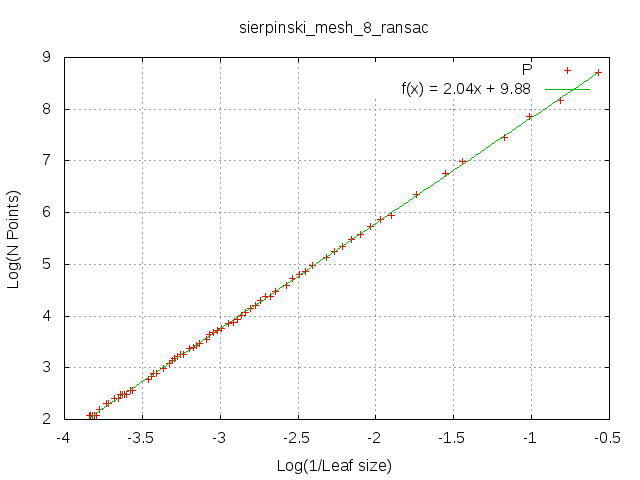 sierpinski_mesh_8_ransac
P
f(x) = 2.04x + 9.88
Log(N Points)
9
8
7
6
5
4
3
2
-4 -3.5 -3 -2.5 -2 -1.5 -1 -0.5
Log(1/Leaf size)